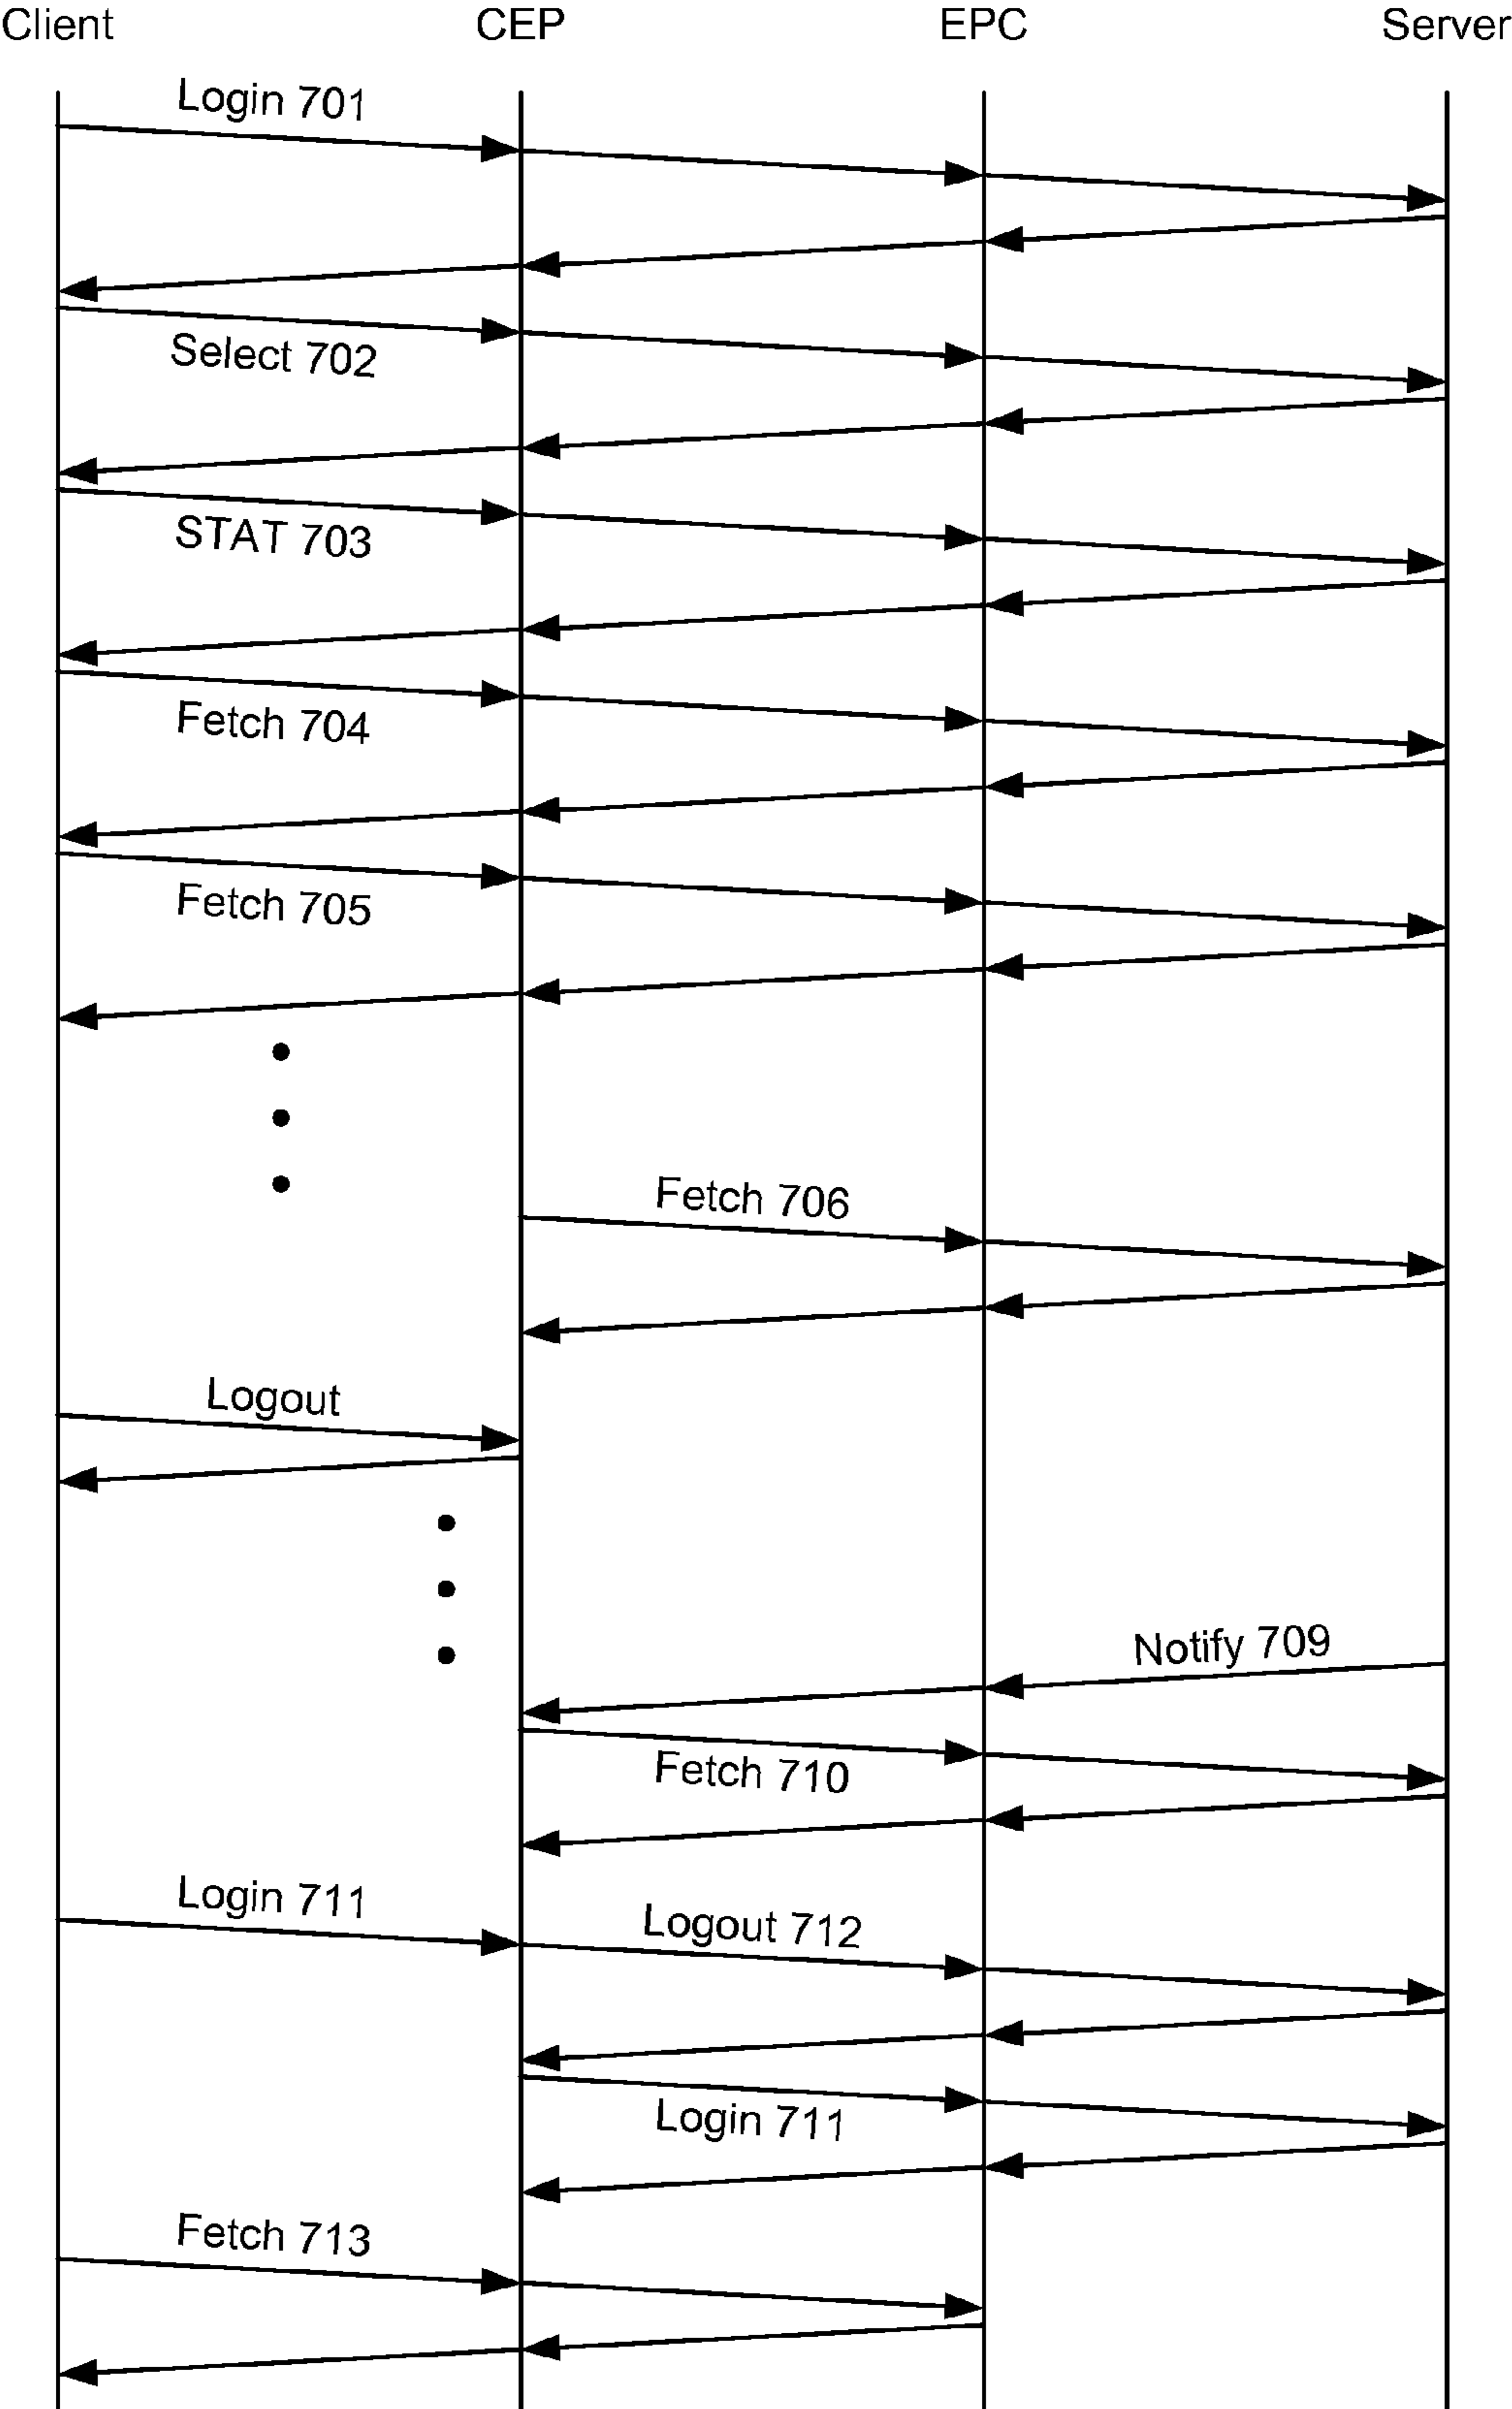 Client CEP EPC Server
Login 701
Select 702
STAT 703
Fetch 704
Fetch 705
Fetch 706
Logout
Notify 709
Fetch 710
Login 711
Logout 712
Login 711
Fetch 713